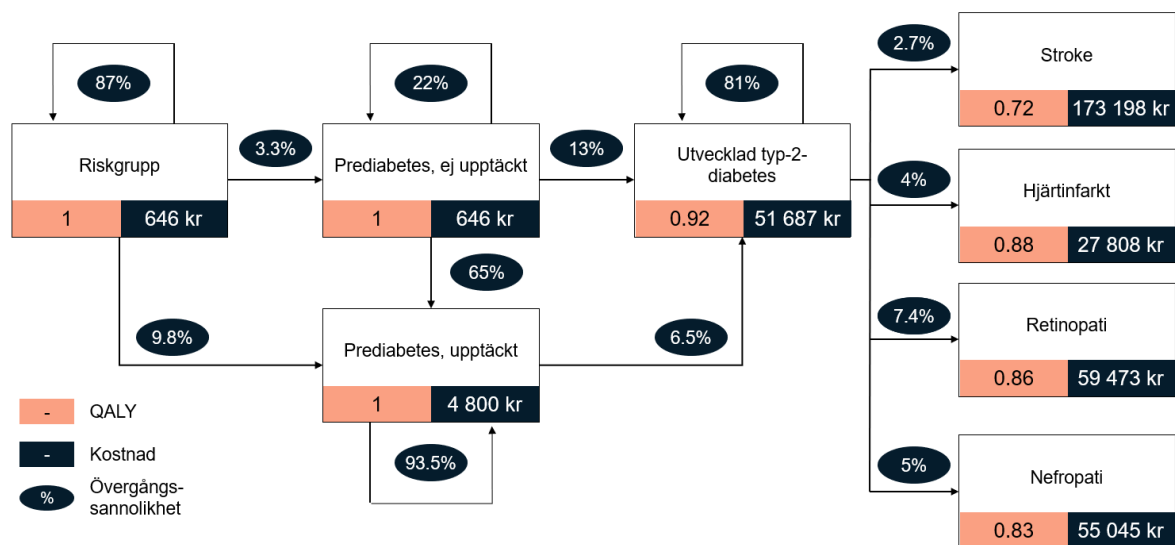 87%
Riskgrupp
1
646 kr
3.3%
9.8%
22%
Prediabetes, ej upptäckt
1
646 kr
13%
65%
Prediabetes, upptäckt
1
4 800 kr
93.5%
6.5%
81%
Utvecklad typ-2-
diabetes
0.92
51 687 kr
2.7%
Stroke
0.72
173 198 kr
4%
Hjärtinfarkt
0.88
27 808 kr
7.4%
Retinopati
0.86
59 473 kr
5%
Nefropati
0.83
55 045 kr
-
QALY
-
Kostnad
%
Övergångs-
sannolikhet